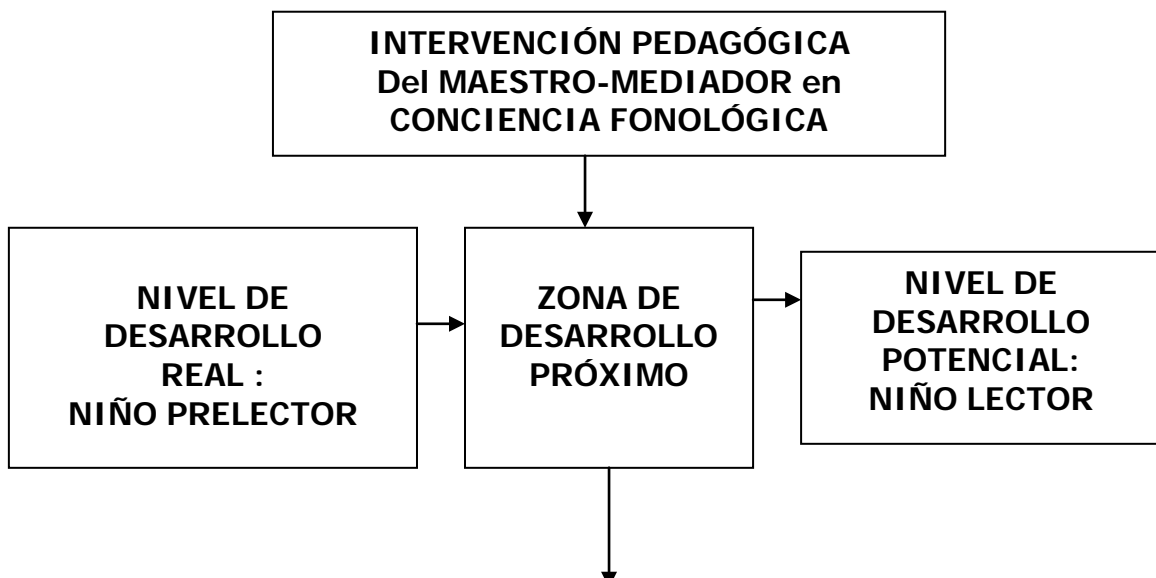 INTERVENCIÓN PEDAGÓGICA
Del MAESTRO-MEDIADOR en
CONCIENCIA FONOLÓGICA
NIVEL DE
DESARROLLO
REAL :
NIÑO PRELECTOR
ZONA DE
DESARROLLO
PRÓXIMO
NIVEL DE
DESARROLLO
POTENCIAL:
NIÑO LECTOR